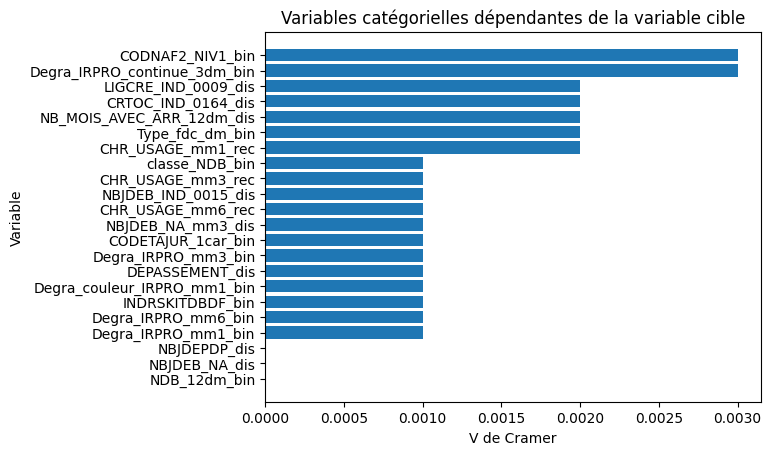 Variables catégorielles dépendantes de la variable cible
Variable
CODNAF2_NIV1_bin
Degra_IRPRO_continue_3dm_bin
LIGCRE_IND_0009_dis
CRTOC_IND_0164_dis
NB_MOIS_AVEC_ARR_12dm_dis
Type_fdc_dm_bin
CHR_USAGE_mm1_rec
classe_NDB_bin
CHR_USAGE_mm3_rec
NBJDEB_IND_0015_dis
CHR_USAGE_mm6_rec
NBJDEB_NA_mm3_dis
CODETAJUR_1car_bin
Degra_IRPRO_mm3_bin
DEPASSEMENT_dis
Degra_couleur_IRPRO_mm1_bin
INDRSKITDBDF_bin
Degra_IRPRO_mm6_bin
Degra_IRPRO_mm1_bin
NBJDEPDP_dis
NBJDEB_NA_dis
NDB_12dm_bin
0.0000 0.0005 0.0010 0.0015 0.0020 0.0025 0.0030
V de Cramer